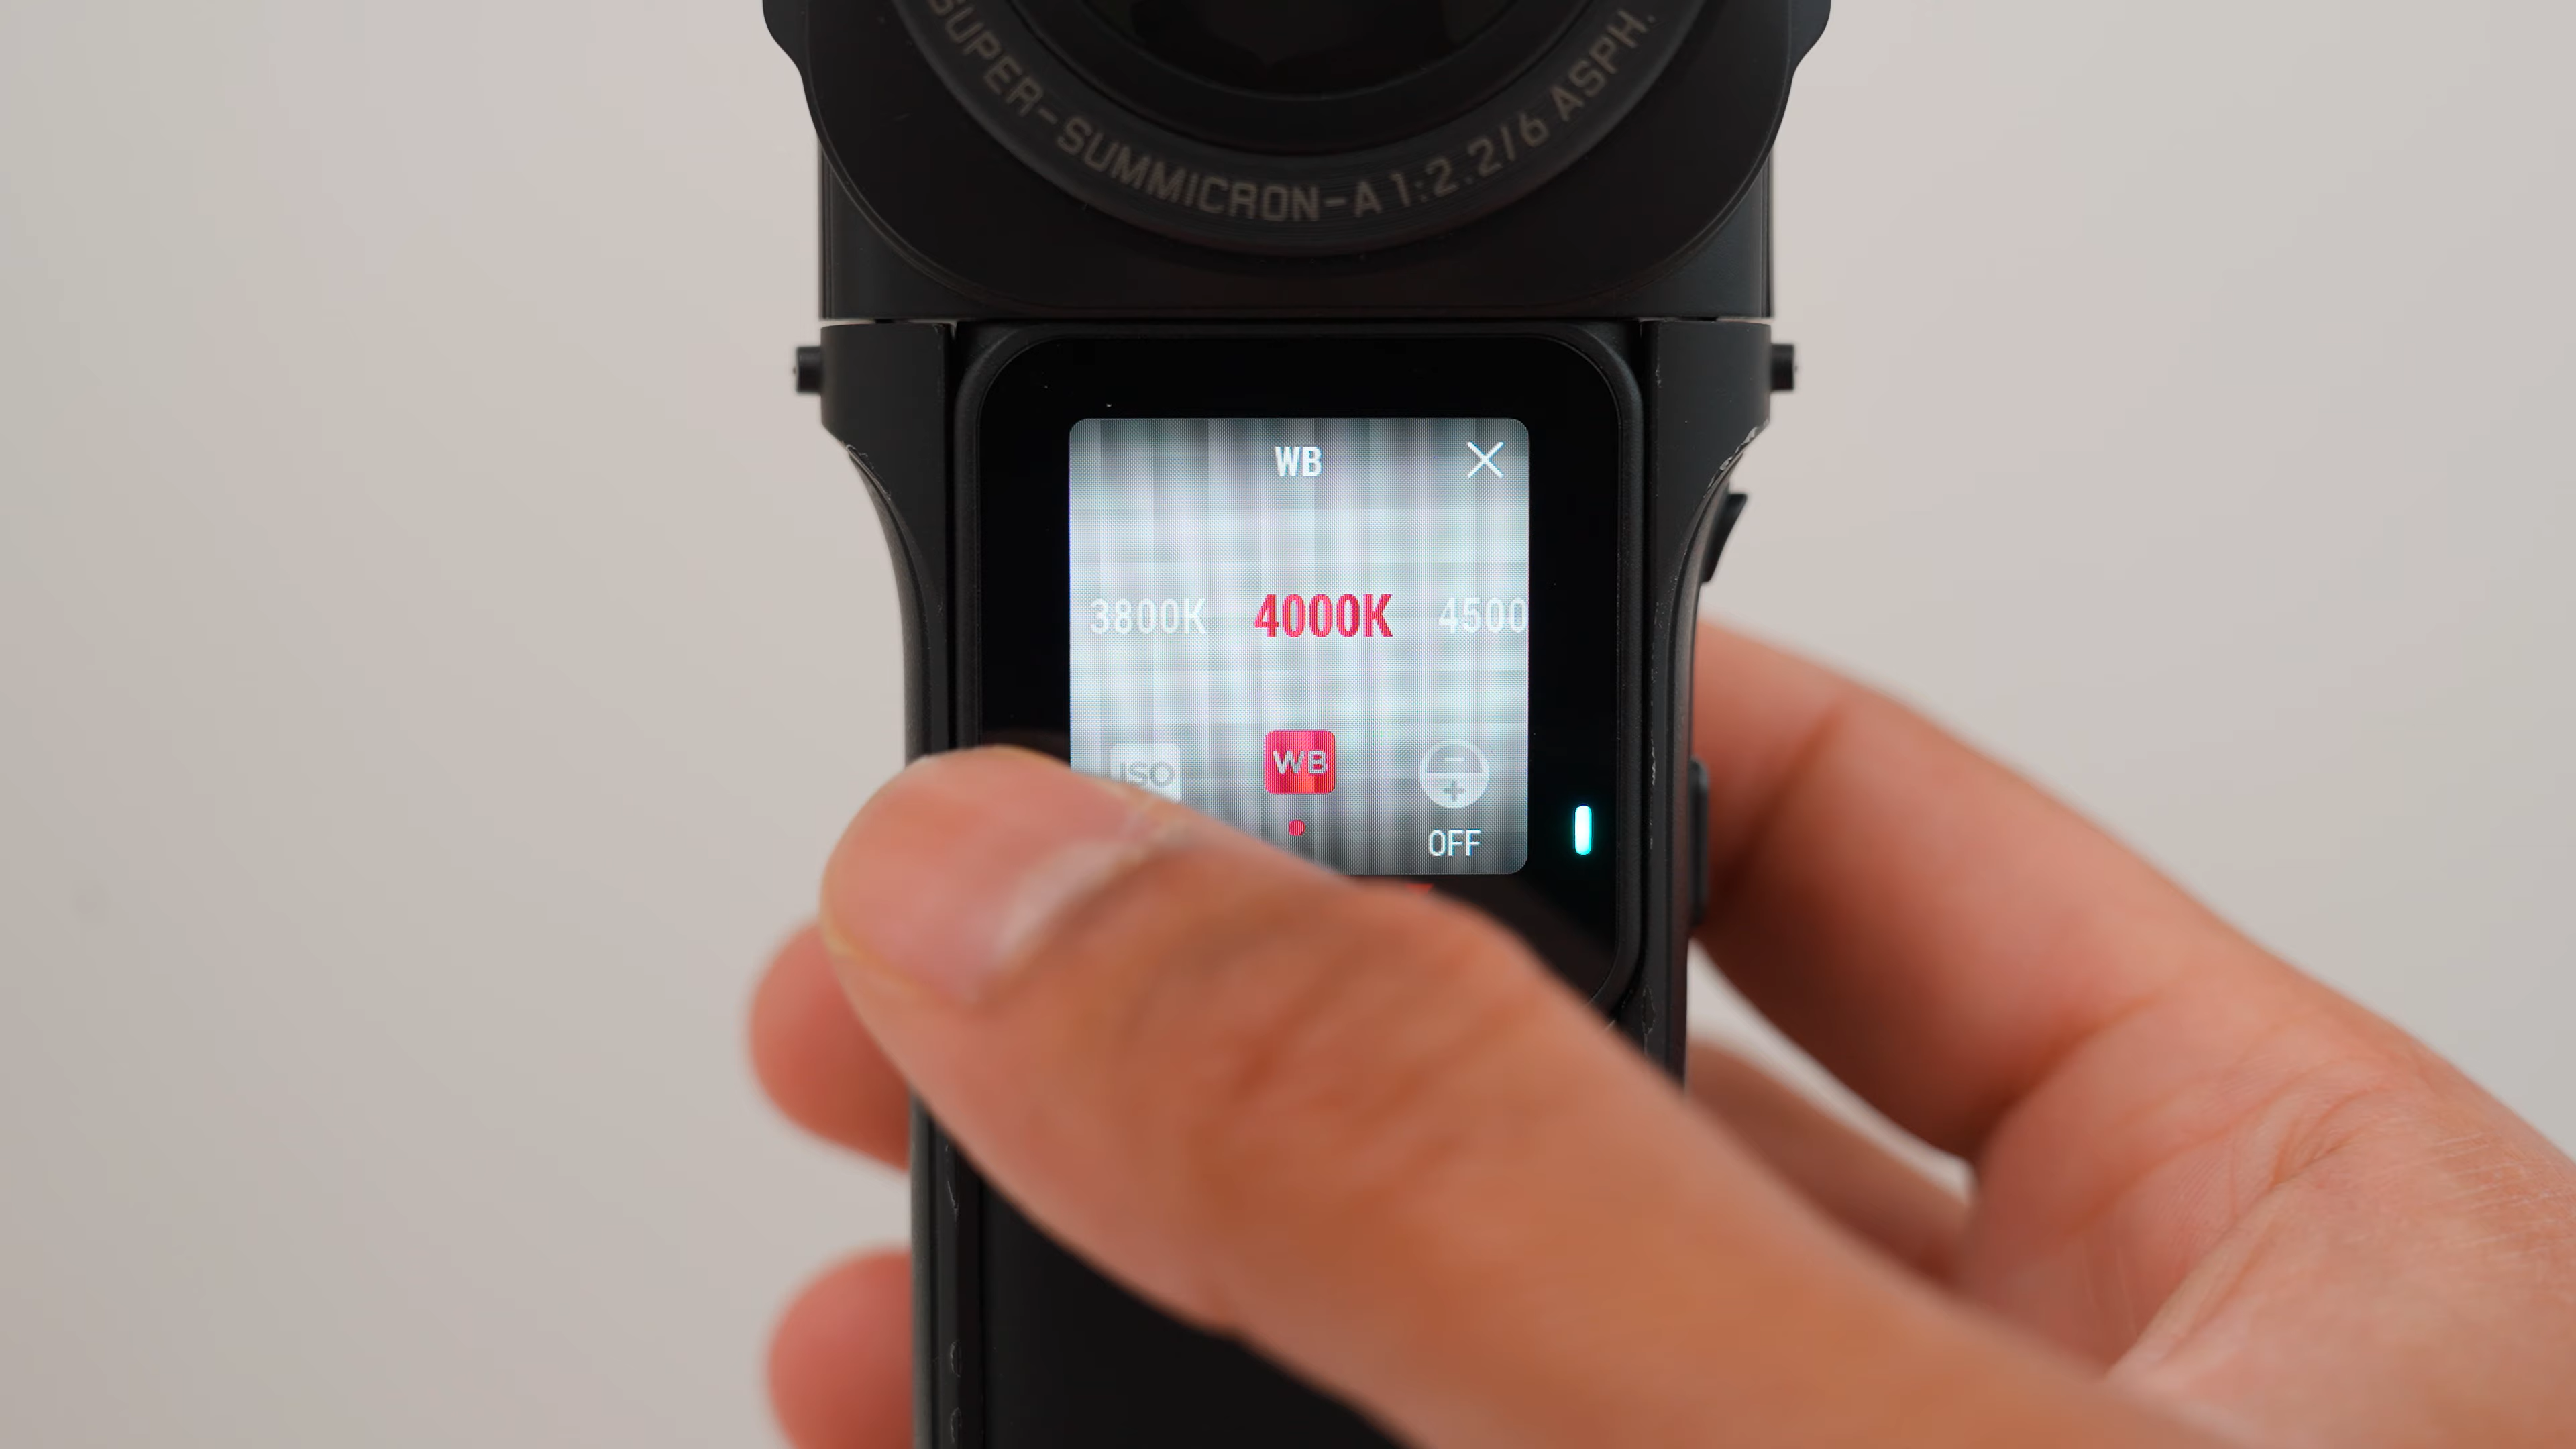 SUPER-SUMMICRON-A 1:2.2/6 ASPH.
WB
3800K 4000K 4500
ISO WB
OFF